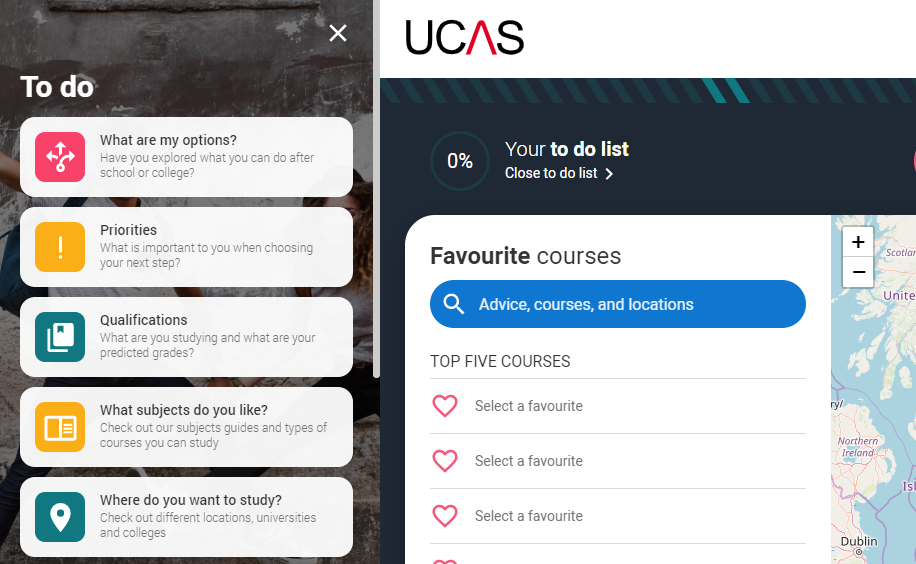 To do
What are my options?
Have you explored what you can do after
school or college?
Priorities
What is important to you when choosing
your next step?
Qualifications
What are you studying and what are your
predicted grades?
What subjects do you like?
Check out our subjects guides and types of
courses you can study
Where do you want to study?
Check out different locations, universities
and colleges
UCAS
0%
Your to do list
Close to do list
Favourite courses
Advice, courses, and locations
TOP FIVE COURSES
Select a favourite
Select a favourite
Select a favourite
+
−
Scotlan
Unite
ry/
Northern
Ireland
Isl
Dublin